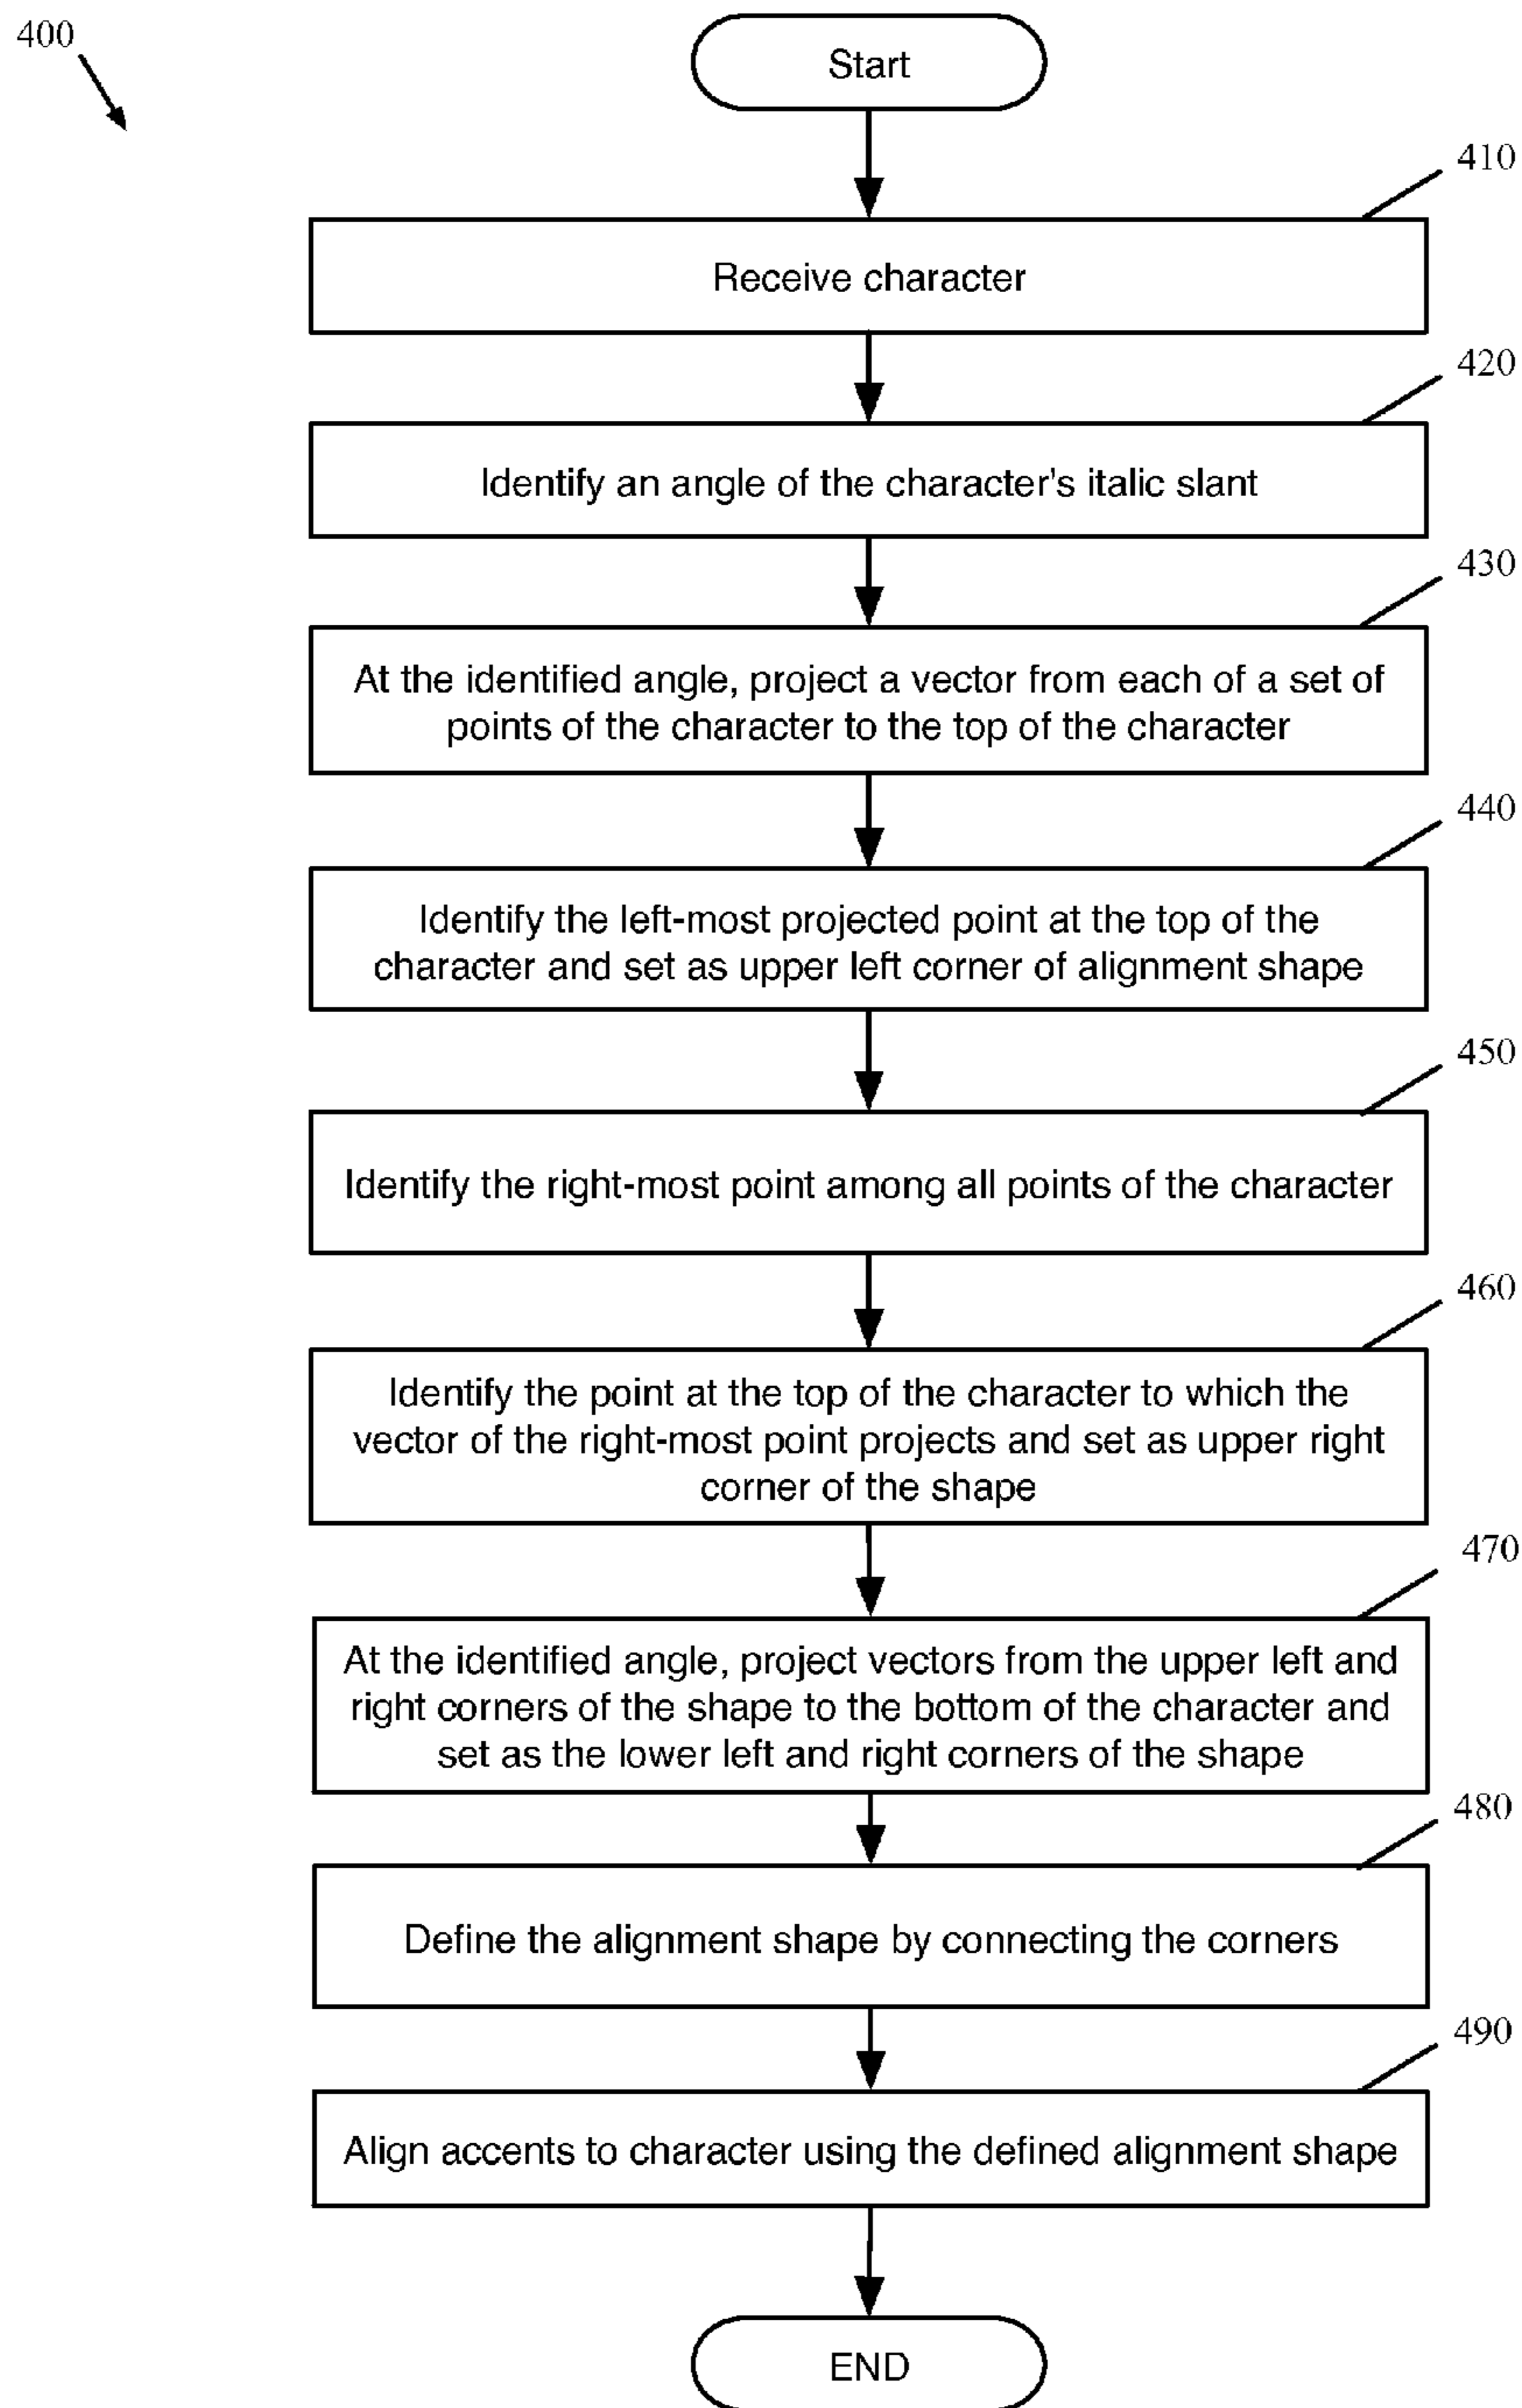 400
Start
410
Receive character
420
Identify an angle of the character's italic slant
430
At the identified angle, project a vector from each of a set of
points of the character to the top of the character
440
Identify the left-most projected point at the top of the
character and set as upper left corner of alignment shape
450
Identify the right-most point among all points of the character
460
Identify the point at the top of the character to which the
vector of the right-most point projects and set as upper right
corner of the shape
470
At the identified angle, project vectors from the upper left and
right corners of the shape to the bottom of the character and
set as the lower left and right corners of the shape
480
Define the alignment shape by connecting the corners
490
Align accents to character using the defined alignment shape
END